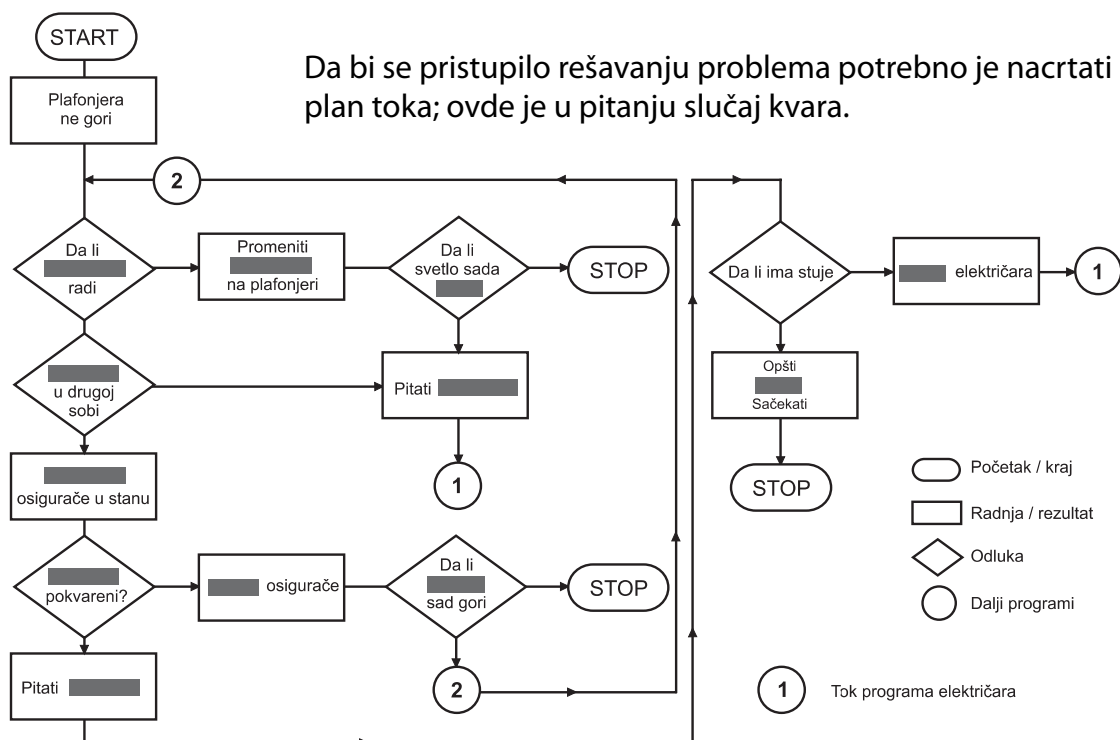 START
Da bi se pristupilo rešavanju problema potrebno je nacrtati
plan toka; ovde je u pitanju slučaj kvara.
Plafonjera
ne gori
2
Da li
radi
Promeniti
na plafonjeri
Da li
svetlo sada
STOP
Da li ima stuje
električara
1
u drugoj
sobi
Pitati
Opšti
Sačekati
osigurače u stanu
1
STOP
Početak / kraj
Radnja / rezultat
Odluka
Dalji programi
pokvareni?
osigurače
Da li
sad gori
STOP
Pitati
2
1
Tok programa električara